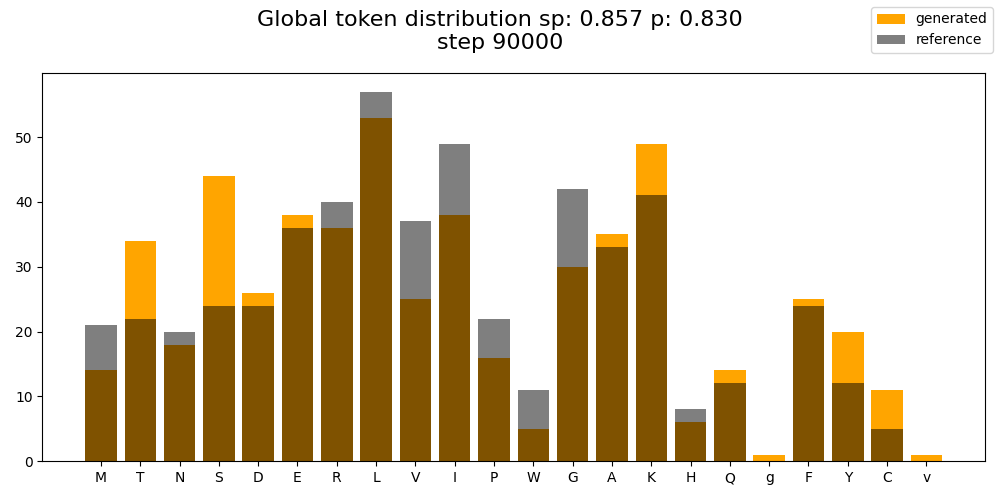 Global token distribution sp: 0.857 p: 0.830
step 90000
generated
reference
50
40
30
20
10
0
M T N S D E R L V I P W G A K H Q g F Y C v